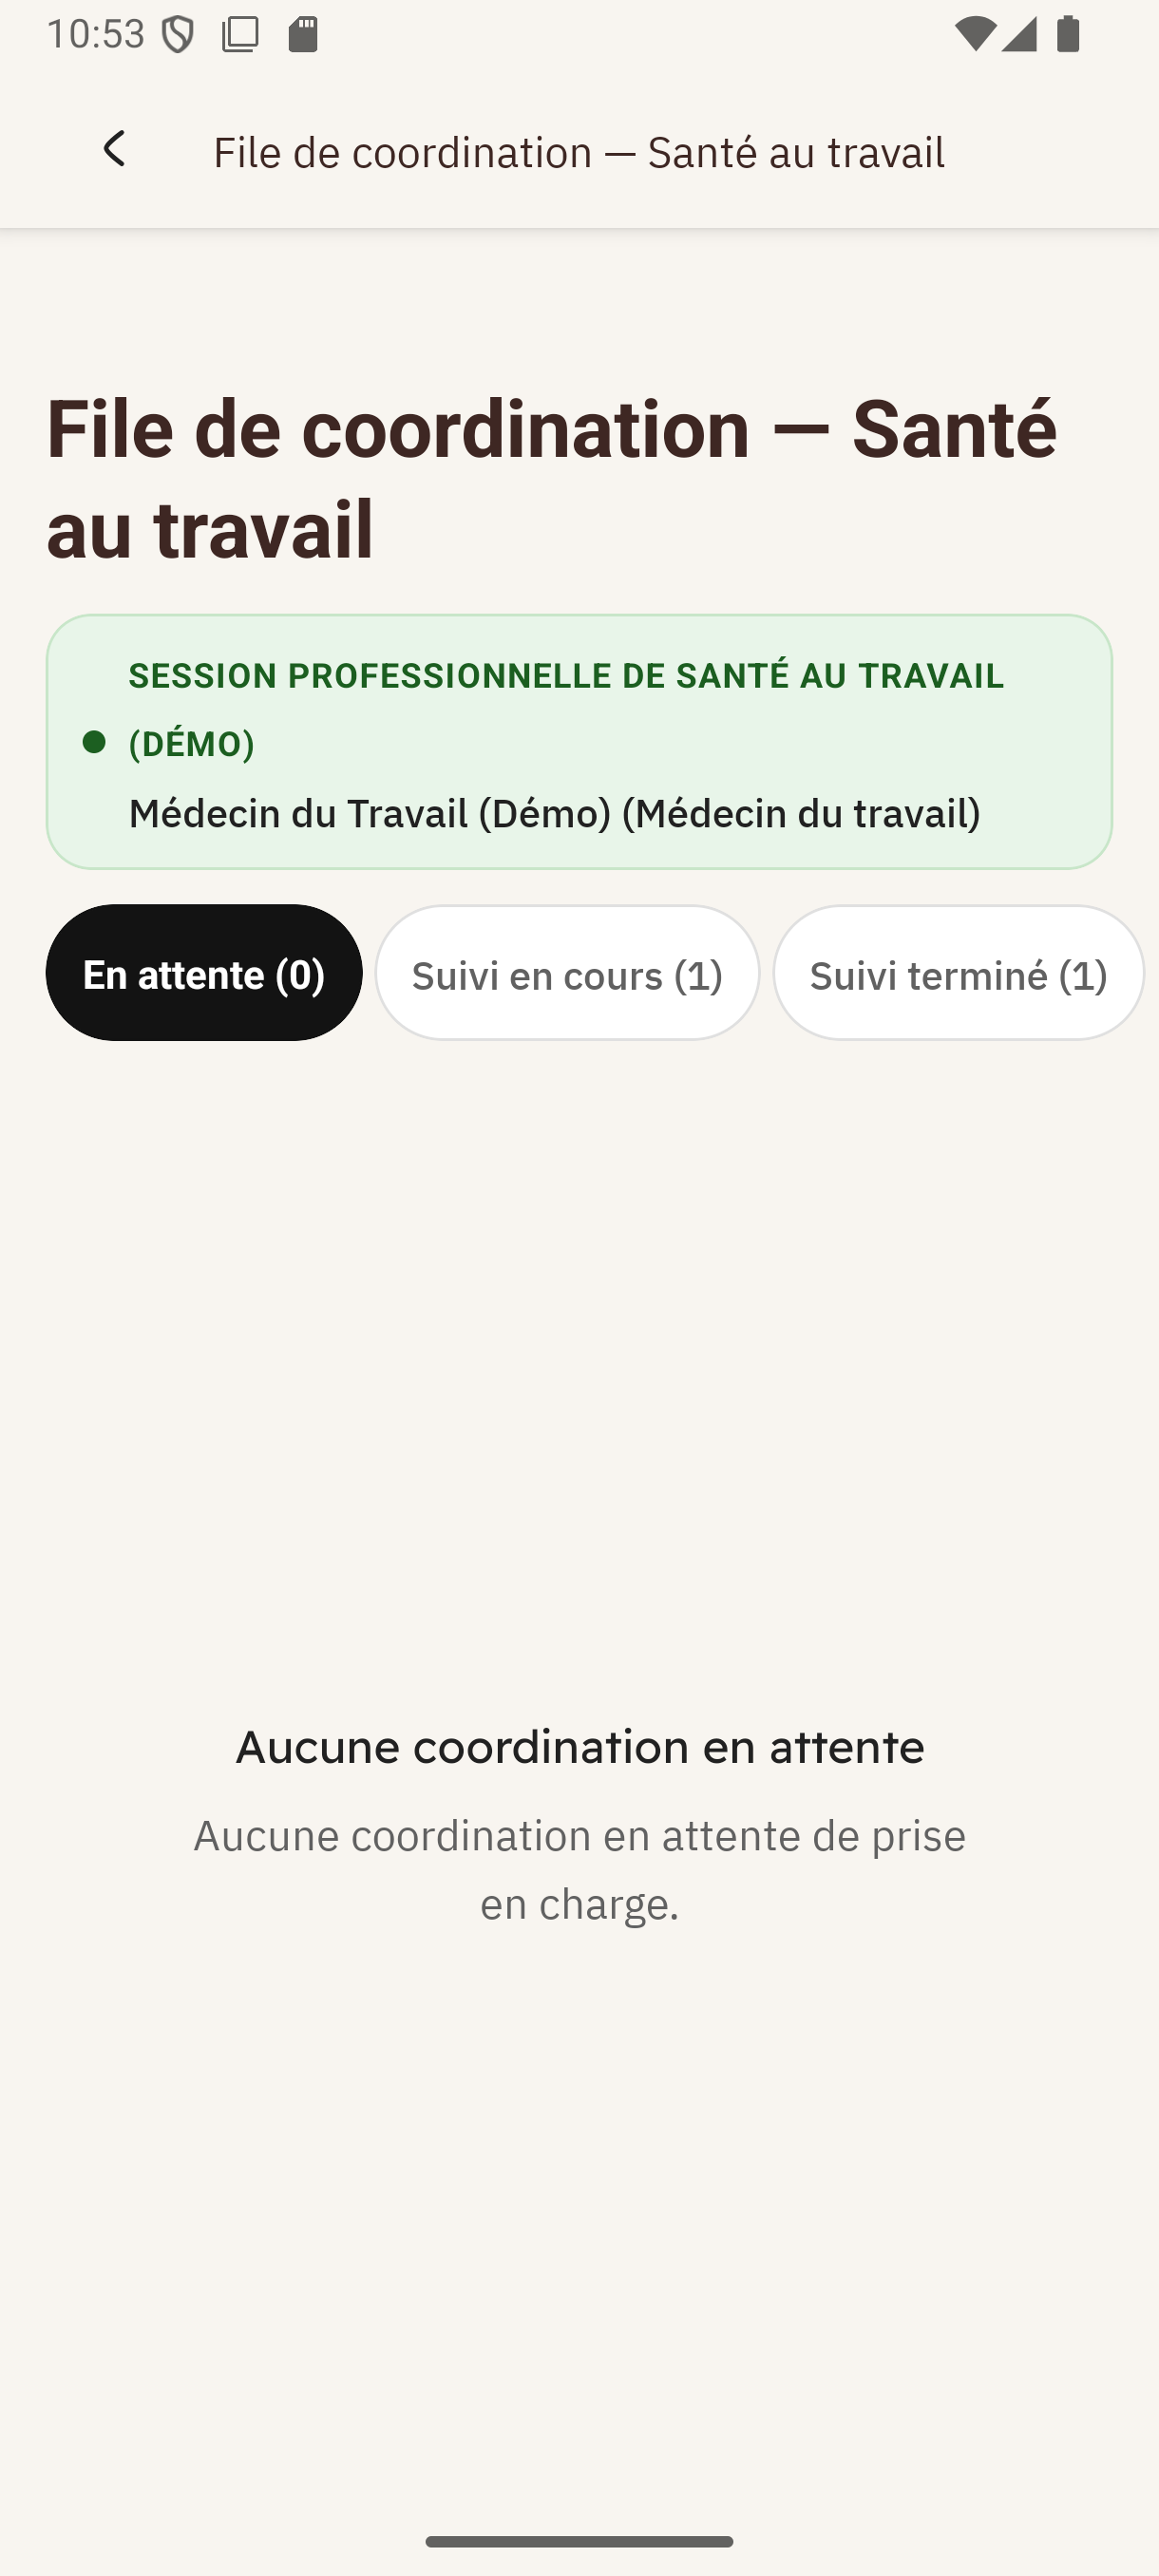 10:53
File de coordination — Santé au travail
File de coordination — Santé
au travail
SESSION PROFESSIONNELLE DE SANTÉ AU TRAVAIL
(DÉMO)
Médecin du Travail (Démo) (Médecin du travail)
En attente (0)
Suivi en cours (1)
Suivi terminé (1)
Aucune coordination en attente
Aucune coordination en attente de prise
en charge.